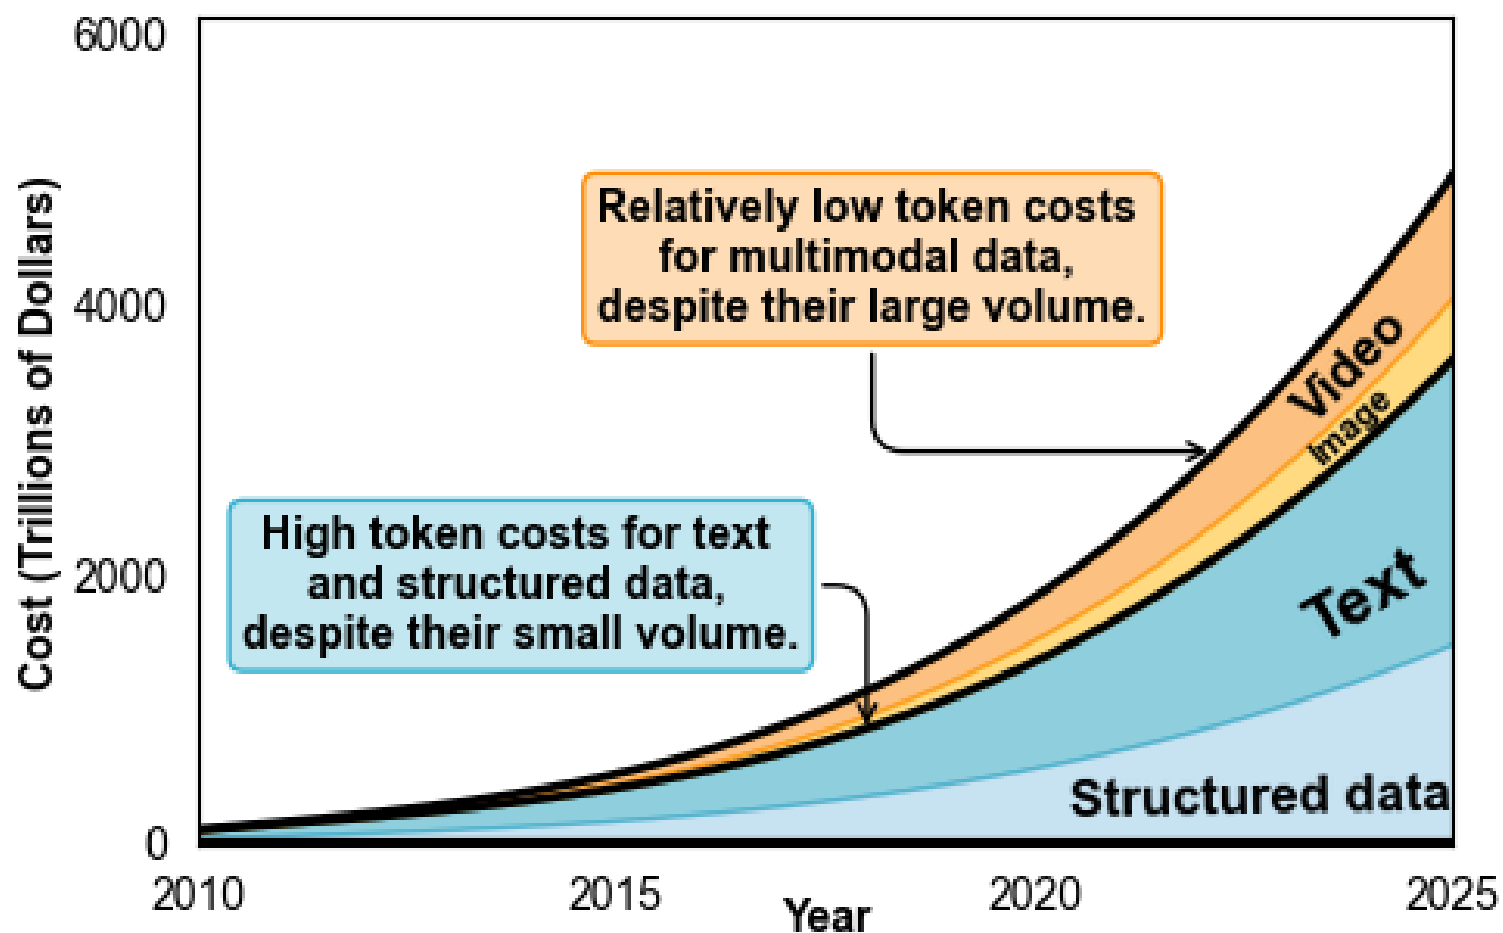 6000
4000
2000
0
Cost (Trillions of Dollars)
Relatively low token costs
for multimodal data,
despite their large volume.
High token costs for text
and structured data,
despite their small volume.
Video
Image
Text
Structured data
2010
2015
2020
2025
Year